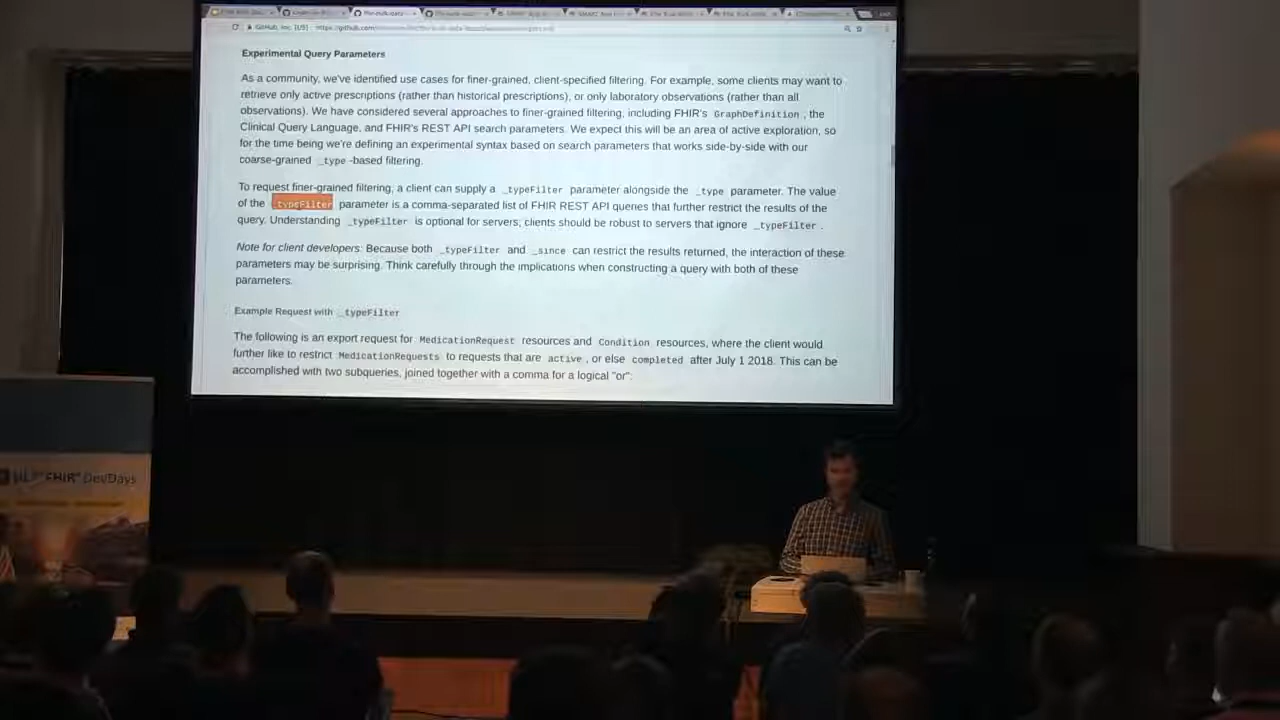 GitHub, Inc. [US]
Experimental Query Parameters
As a community, we've identified use cases for finer-grained, client-specified filtering. For example, some clients may want to
retrieve only active prescriptions (rather than historical prescriptions), or only laboratory observations (rather than all
observations). We have considered several approaches to finer-grained filtering, including FHIR's GraphDefinition, the
Clinical Query Language, and FHIR's REST API search parameters. We expect this will be an area of active exploration, so
for the time being we're defining an experimental syntax based on search parameters that works side-by-side with our
coarse-grained _type -based filtering.
To request finer-grained filtering, a client can supply a _typeFilter parameter alongside the _type parameter. The value
of the _typeFilter parameter is a comma-separated list of FHIR REST API queries that further restrict the results of the
query. Understanding _typeFilter is optional for servers; clients should be robust to servers that ignore _typeFilter.
Note for client developers: Because both _typeFilter and _since can restrict the results returned, the interaction of these
parameters may be surprising. Think carefully through the implications when constructing a query with both of these
parameters.
Example Request with _typeFilter
The following is an export request for MedicationRequest resources and Condition resources, where the client would
further like to restrict MedicationRequests to requests that are active, or else completed after July 1 2018. This can be
accomplished with two subqueries, joined together with a comma for a logical "or":
HL7 FHIR DevDays